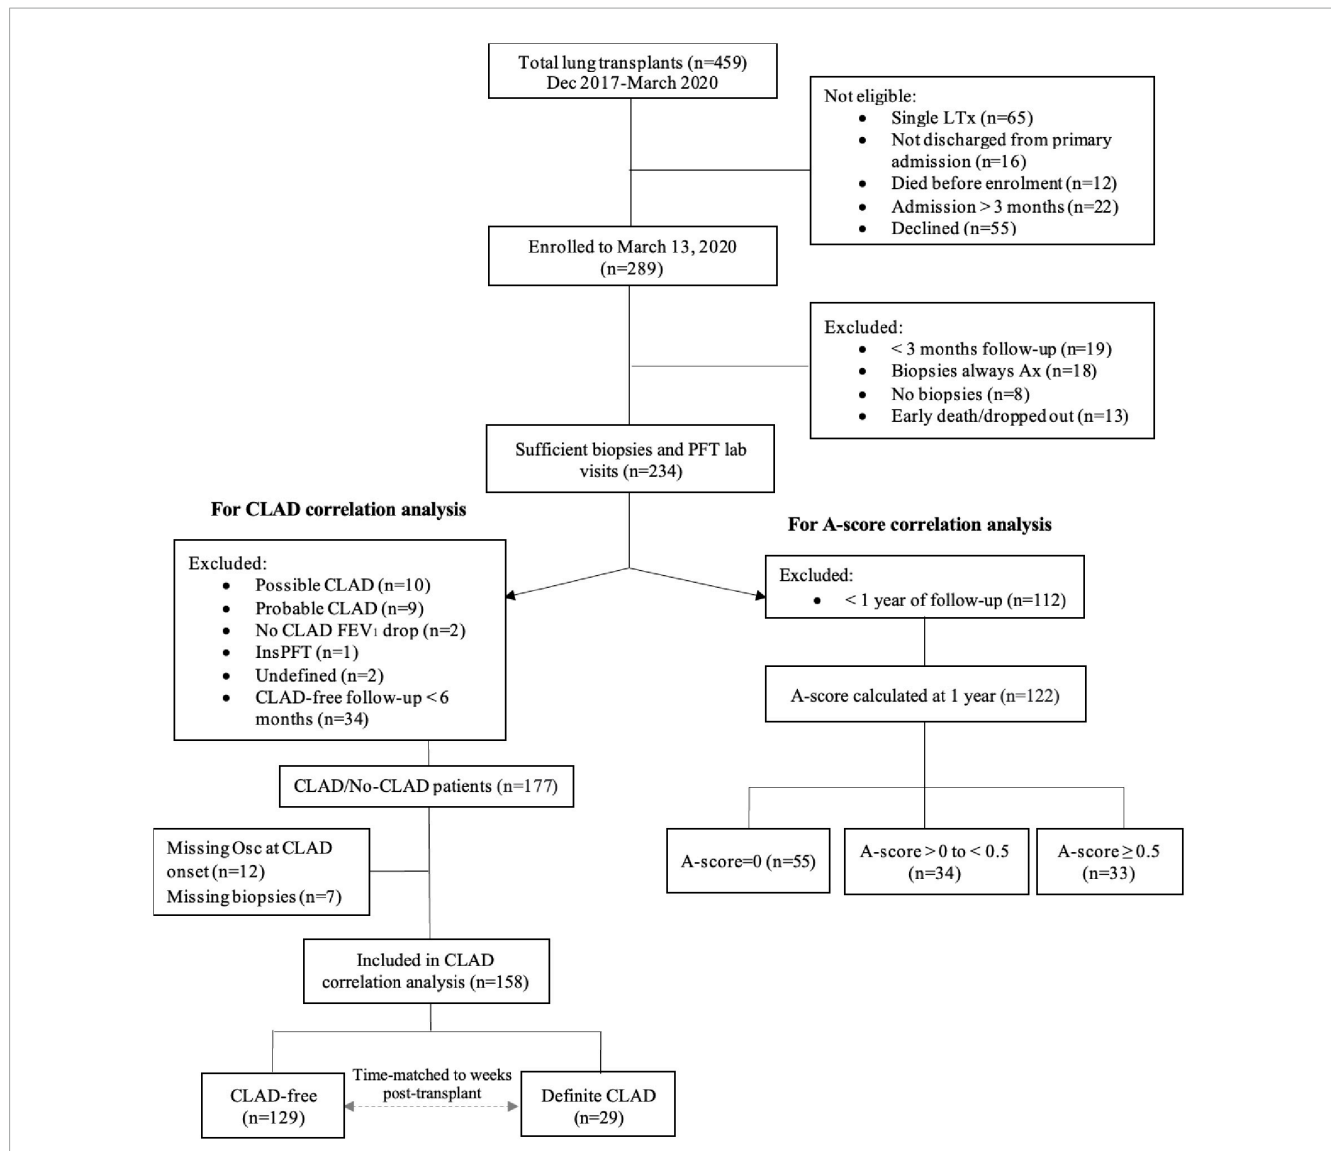 Total lung transplants (n=459)
Dec 2017-March 2020
Not eligible:
• Single LTx (n=65)
• Not discharged from primary
admission (n=16)
• Died before enrolment (n=12)
• Admission > 3 months (n=22)
• Declined (n=55)
Enrolled to March 13, 2020
(n=289)
Excluded:
• < 3 months follow-up (n=19)
• Biopsies always Ax (n=18)
• No biopsies (n=8)
• Early death/dropped out (n=13)
Sufficient biopsies and PFT lab
visits (n=234)
For CLAD correlation analysis
Excluded:
• Possible CLAD (n=10)
• Probable CLAD (n=9)
• No CLAD FEV₁ drop (n=2)
• InsPFT (n=1)
• Undefined (n=2)
• CLAD-free follow-up < 6
months (n=34)
CLAD/No-CLAD patients (n=177)
Missing Osc at CLAD
onset (n=12)
Missing biopsies (n=7)
Included in CLAD
correlation analysis (n=158)
CLAD-free
(n=129)
Time-matched to weeks
post-transplant
Definite CLAD
(n=29)
For A-score correlation analysis
Excluded:
• < 1 year of follow-up (n=112)
A-score calculated at 1 year (n=122)
A-score=0 (n=55)
A-score > 0 to < 0.5
(n=34)
A-score ≥ 0.5
(n=33)